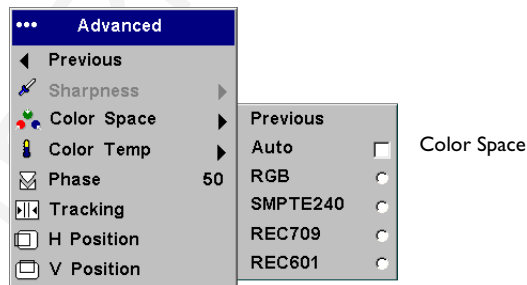 ••• Advanced
Previous
Sharpness
Color Space
Color Temp
Phase 50
Tracking
H Position
V Position
Previous
Auto
RGB
SMPTE240
REC709
REC601
Color Space